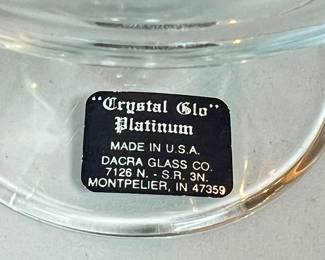 "Crystal Glo"
Platinum
MADE IN U.S.A.
DACRA GLASS CO.
7126 N. - S.R. 3N.
MONTPELIER, IN 47359